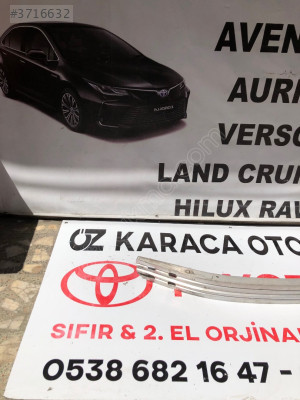 #3716632
AVEN
AURI
VERSO
LAND CRUI
HILUX RAV
ÖZ KARACA OTO
SIFIR & 2. EL ORJİNAL
0538 682 16 47 -